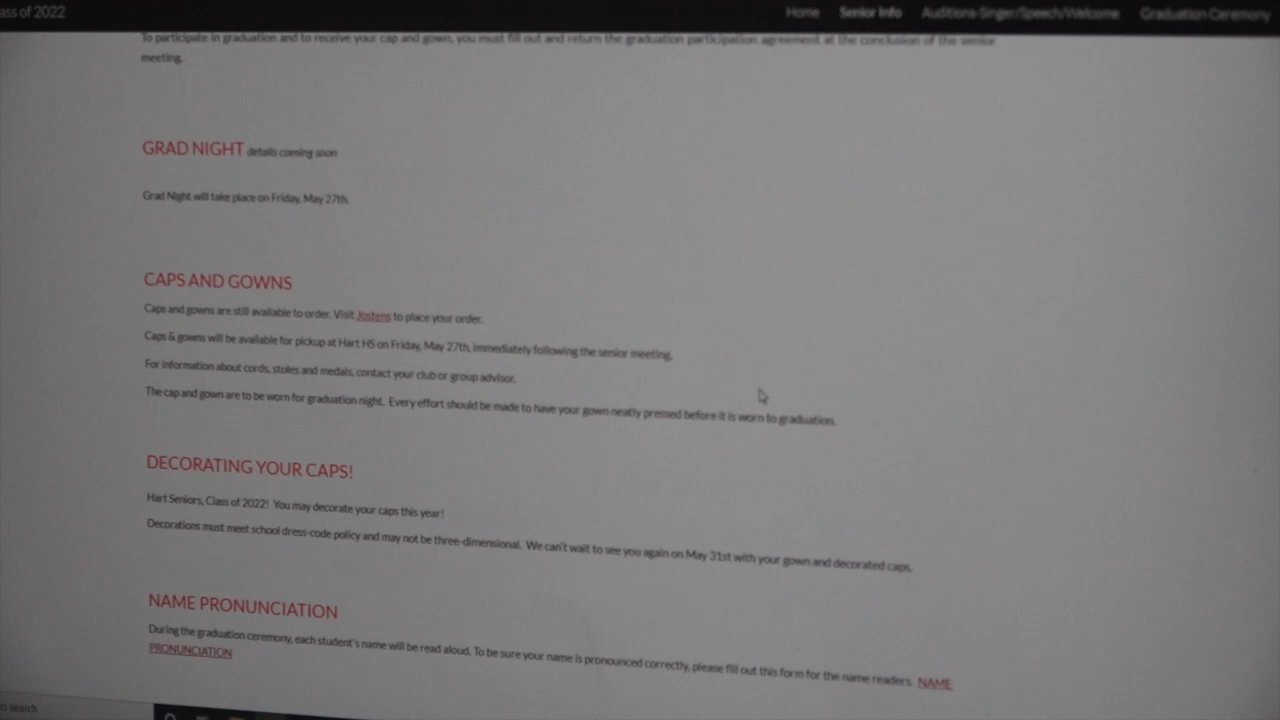 ass of 2022 Home Senior Info Auditions-Singer/Speech/Welcome Graduation Ceremony
To participate in graduation and to receive your cap and gown, you must fill out and return the graduation participation agreement at the conclusion of the senior
meeting.
GRAD NIGHT details coming soon
Grad Night will take place on Friday, May 27th.
CAPS AND GOWNS
Caps and gowns are still available to order. Visit Jostens to place your order.
Caps & gowns will be available for pickup at Hart HS on Friday, May 27th, immediately following the senior meeting.
For information about cords, stoles and medals, contact your club or group advisor.
The cap and gown are to be worn for graduation night. Every effort should be made to have your gown neatly pressed before it is worn to graduation.
DECORATING YOUR CAPS!
Hart Seniors, Class of 2022! You may decorate your caps this year!
Decorations must meet school dress-code policy and may not be three-dimensional. We can't wait to see you again on May 31st with your gown and decorated caps.
NAME PRONUNCIATION
During the graduation ceremony, each student's name will be read aloud. To be sure your name is pronounced correctly, please fill out this form for the name readers. NAME
PRONUNCIATION
o search